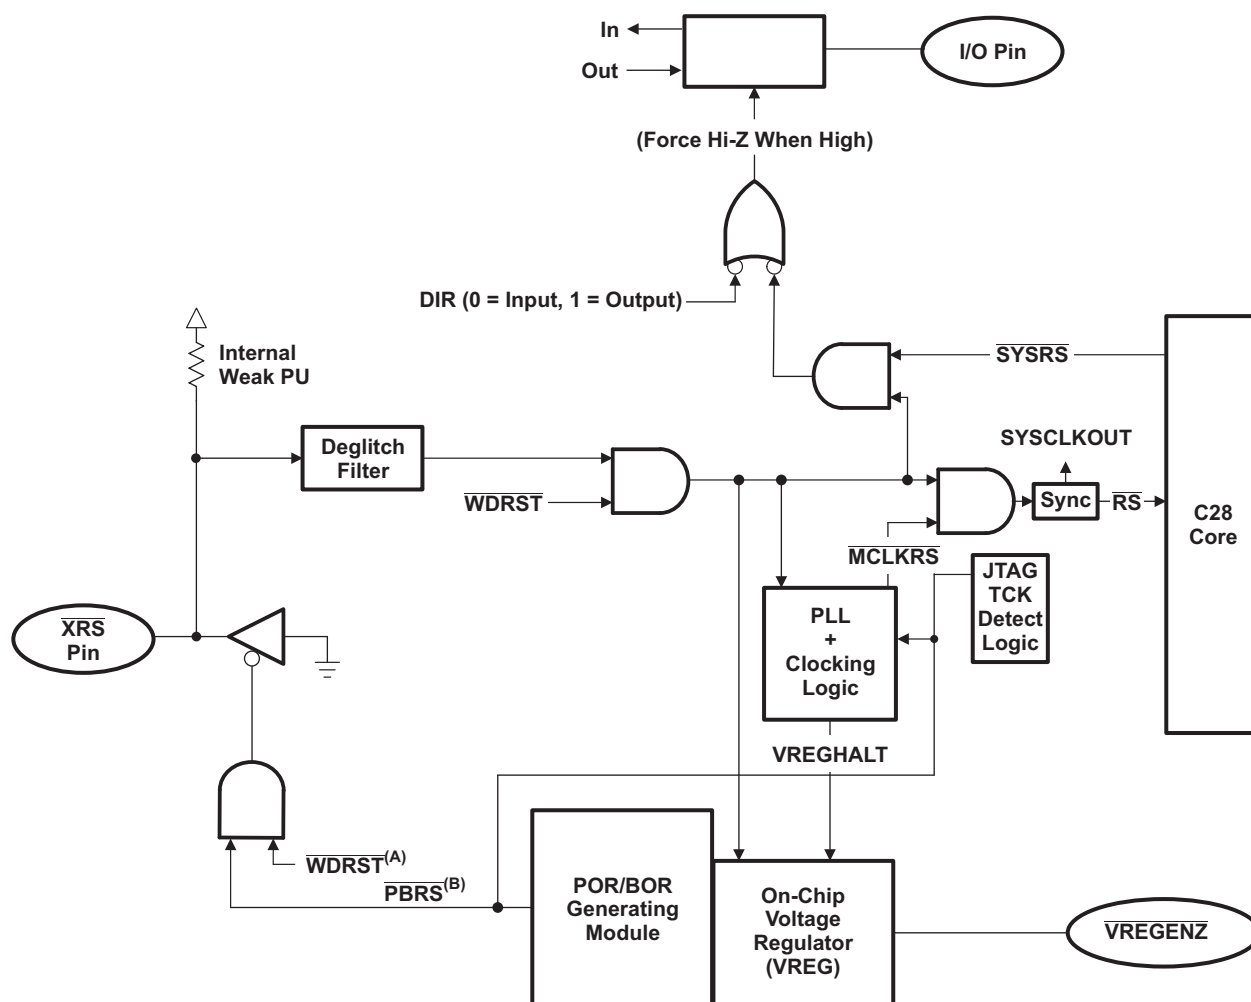 In
Out
I/O Pin
(Force Hi-Z When High)
DIR (0 = Input, 1 = Output)
Internal
Weak PU
SYSRS
Deglitch
Filter
WDRST
SYSCLKOUT
Sync
RS
C28
Core
MCLKRS
JTAG
TCK
Detect
Logic
XRS
Pin
PLL
+
Clocking
Logic
VREGHALT
WDRST(A)
PBRS(B)
POR/BOR
Generating
Module
On-Chip
Voltage
Regulator
(VREG)
VREGENZ